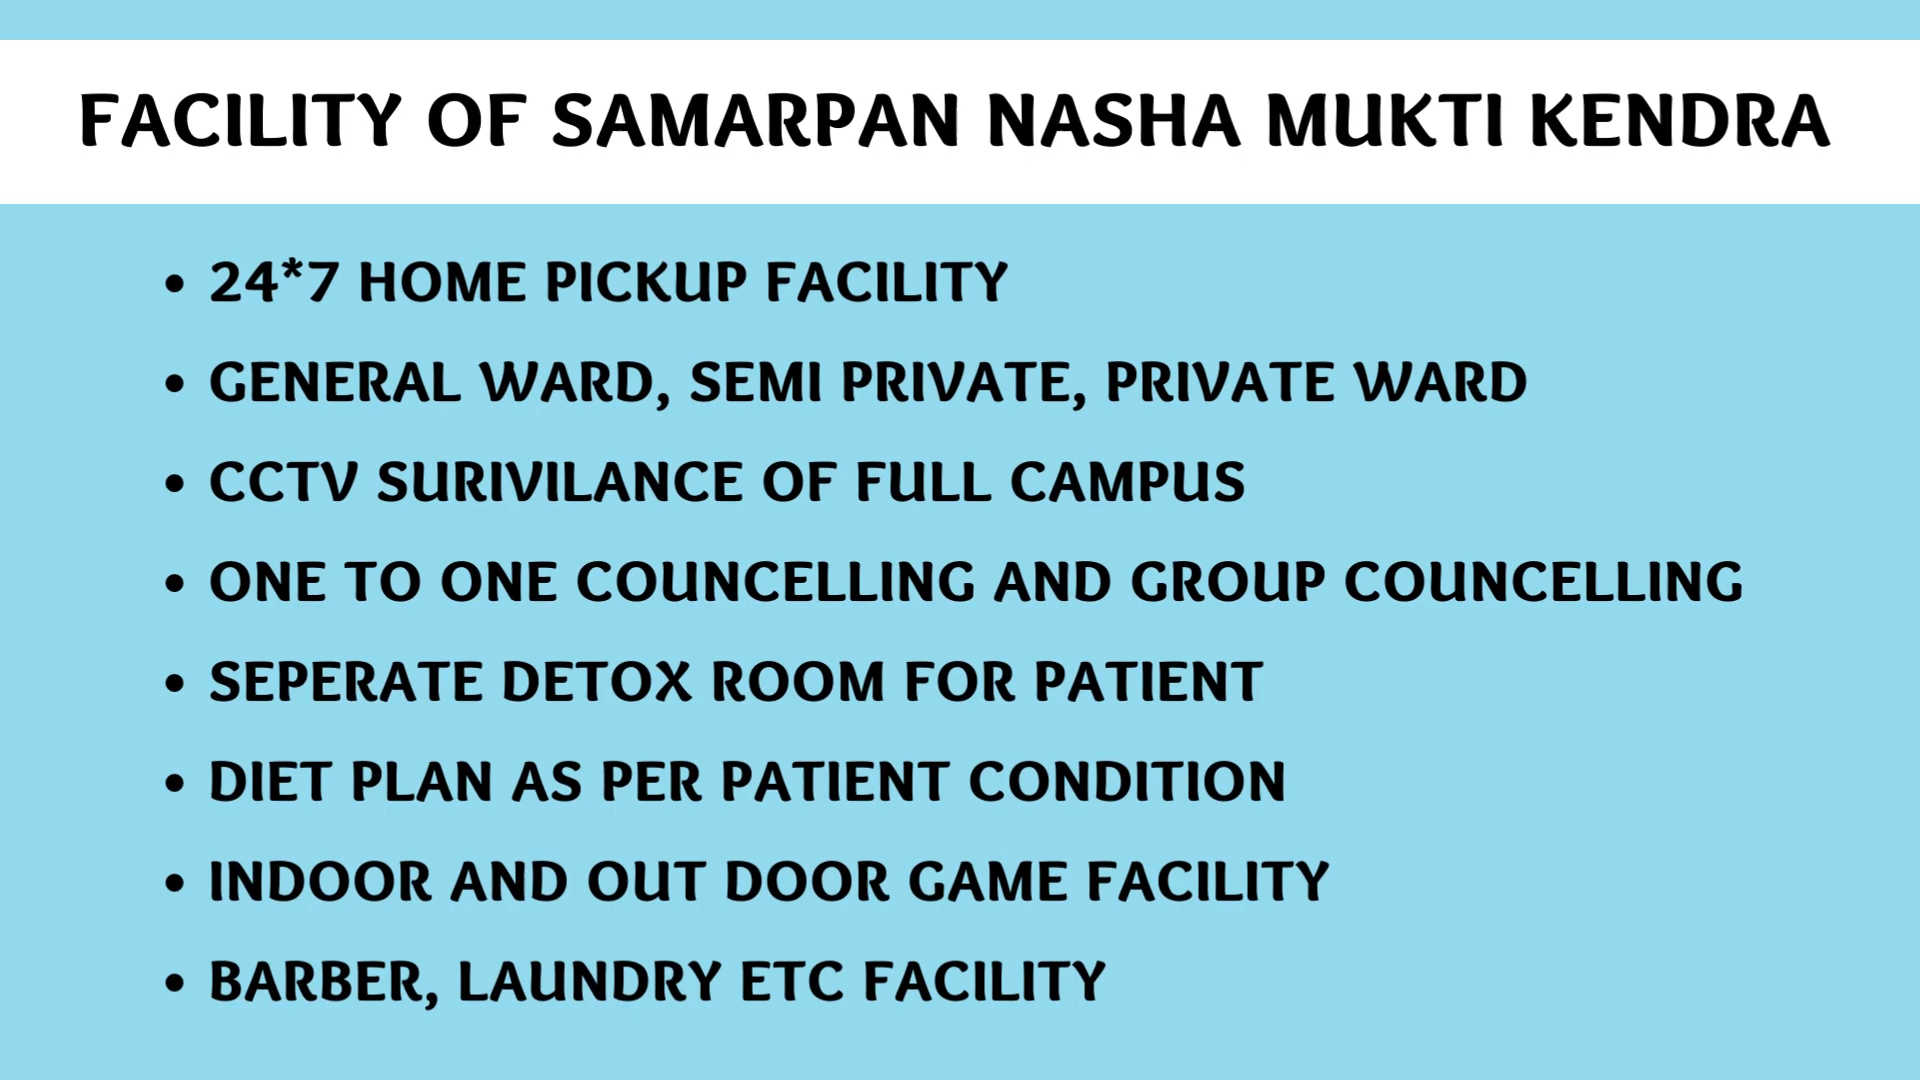 FACILITY OF SAMARPAN NASHA MUKTI KENDRA
• 24*7 HOME PICKUP FACILITY
• GENERAL WARD, SEMI PRIVATE, PRIVATE WARD
• CCTV SURIVILANCE OF FULL CAMPUS
• ONE TO ONE COUNCELLING AND GROUP COUNCELLING
• SEPERATE DETOX ROOM FOR PATIENT
• DIET PLAN AS PER PATIENT CONDITION
• INDOOR AND OUT DOOR GAME FACILITY
• BARBER, LAUNDRY ETC FACILITY